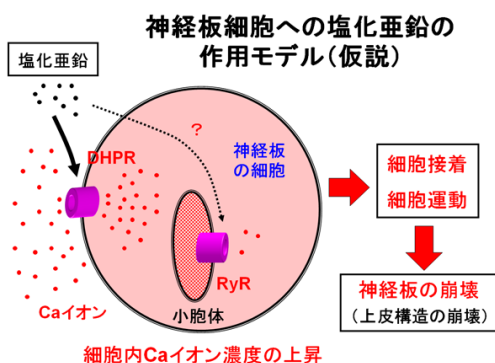 神経板細胞への塩化亜鉛の
作用モデル(仮説)
塩化亜鉛
?
DHPR
神経板
の細胞
細胞接着
細胞運動
RyR
Caイオン
小胞体
神経板の崩壊
(上皮構造の崩壊)
細胞内Caイオン濃度の上昇